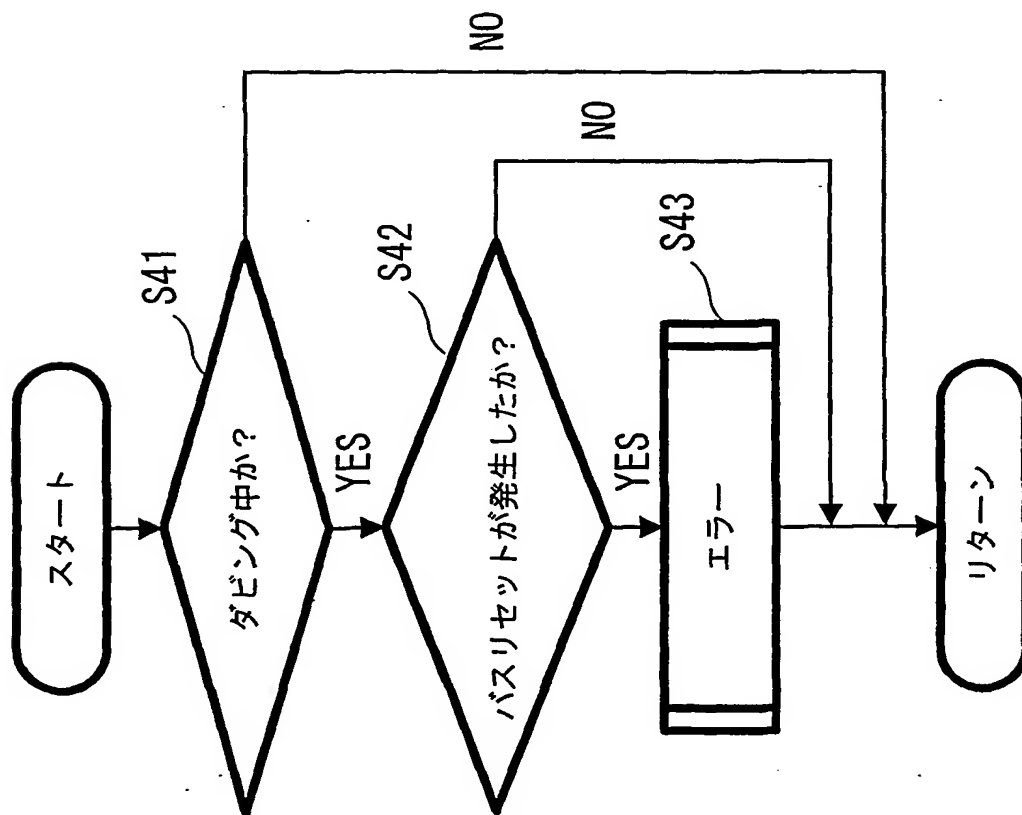 スタート
S41
ダビング中か？
NO
YES
S42
バスリセットが発生したか？
NO
YES
S43
エラー
リターン